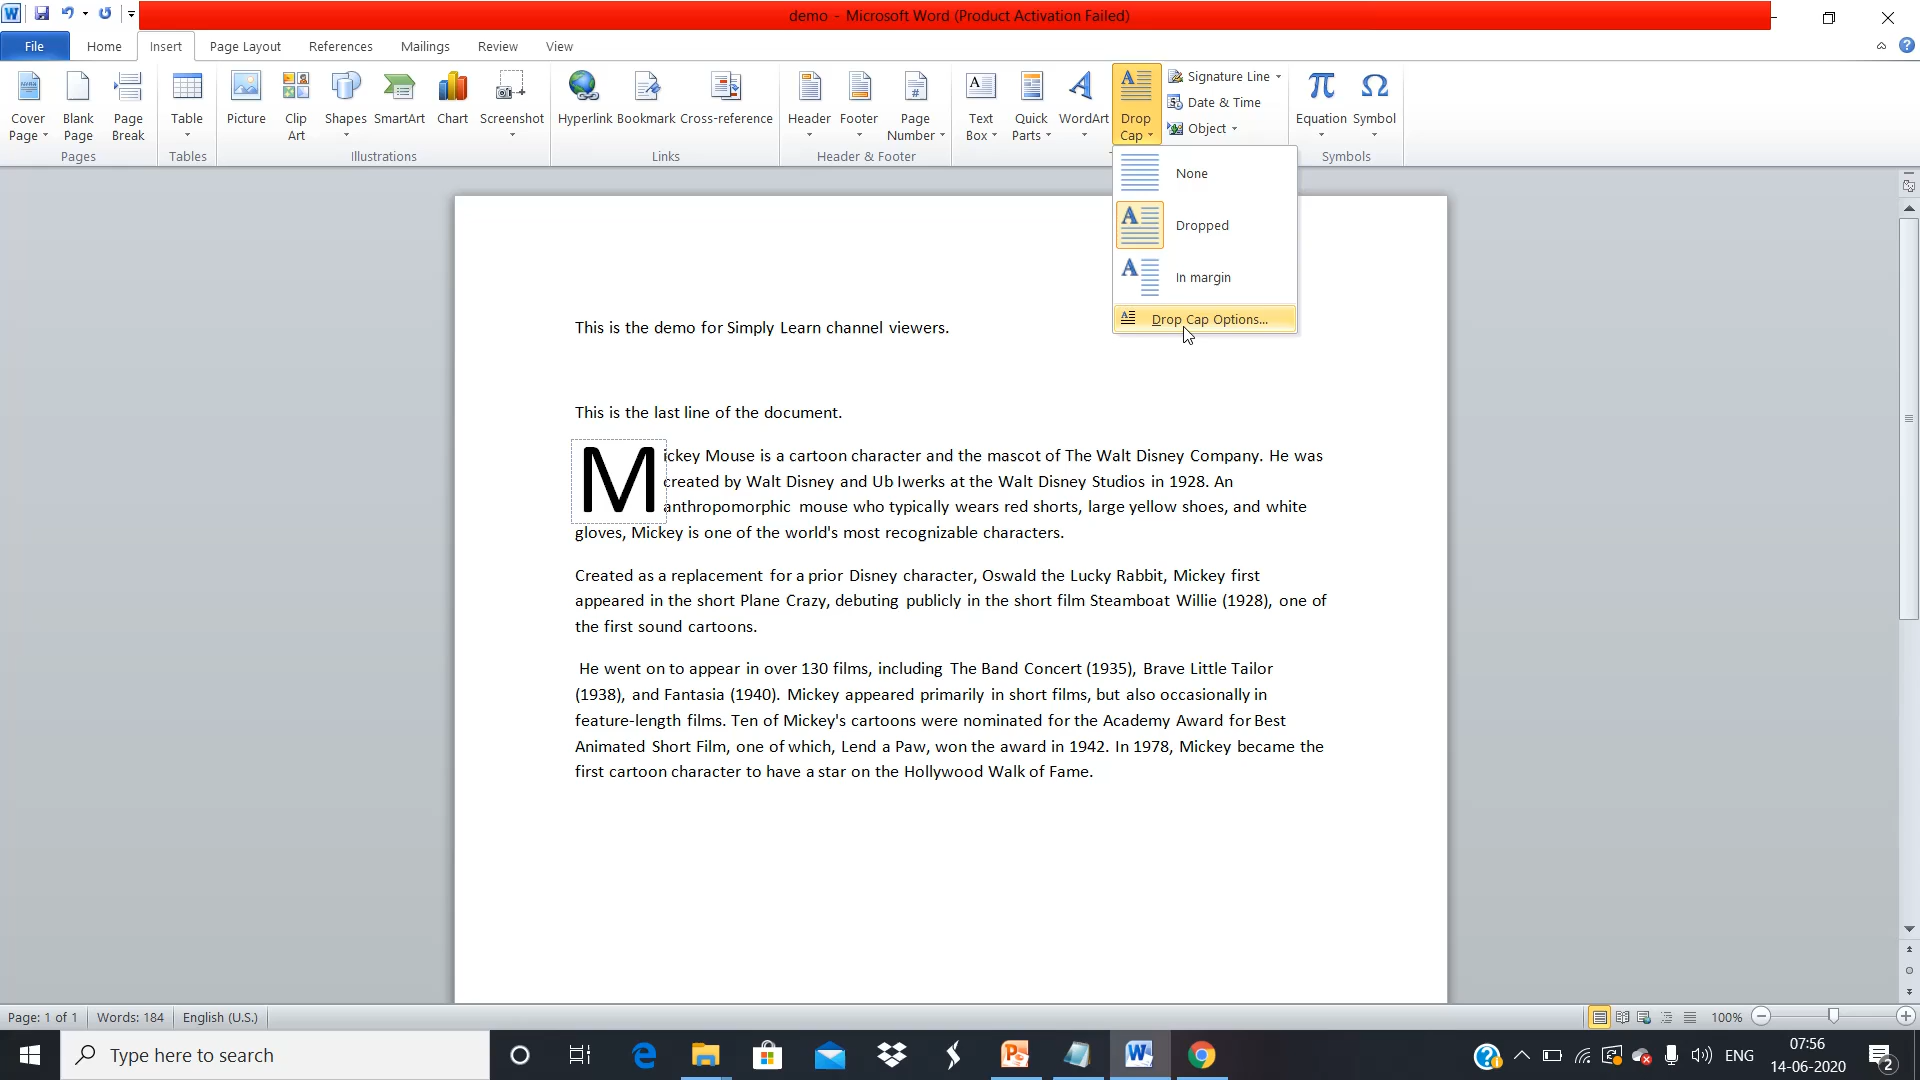 demo - Microsoft Word (Product Activation Failed)
File Home Insert Page Layout References Mailings Review View
Cover Page
Blank Page
Page Break
Table
Picture
Clip Art
Shapes
SmartArt
Chart
Screenshot
Hyperlink
Bookmark
Cross-reference
Header
Footer
Page Number
Text Box
Quick Parts
WordArt
Drop Cap
Signature Line
Date & Time
Object
Equation
Symbol
Pages Tables Illustrations Links Header & Footer Symbols
None
Dropped
In margin
Drop Cap Options...
This is the demo for Simply Learn channel viewers.
This is the last line of the document.
Mickey Mouse is a cartoon character and the mascot of The Walt Disney Company. He was
created by Walt Disney and Ub Iwerks at the Walt Disney Studios in 1928. An
anthropomorphic mouse who typically wears red shorts, large yellow shoes, and white
gloves, Mickey is one of the world's most recognizable characters.
Created as a replacement for a prior Disney character, Oswald the Lucky Rabbit, Mickey first
appeared in the short Plane Crazy, debuting publicly in the short film Steamboat Willie (1928), one of
the first sound cartoons.
He went on to appear in over 130 films, including The Band Concert (1935), Brave Little Tailor
(1938), and Fantasia (1940). Mickey appeared primarily in short films, but also occasionally in
feature-length films. Ten of Mickey's cartoons were nominated for the Academy Award for Best
Animated Short Film, one of which, Lend a Paw, won the award in 1942. In 1978, Mickey became the
first cartoon character to have a star on the Hollywood Walk of Fame.
Page: 1 of 1 Words: 184 English (U.S.) 100%
Type here to search
ENG
07:56
14-06-2020
2